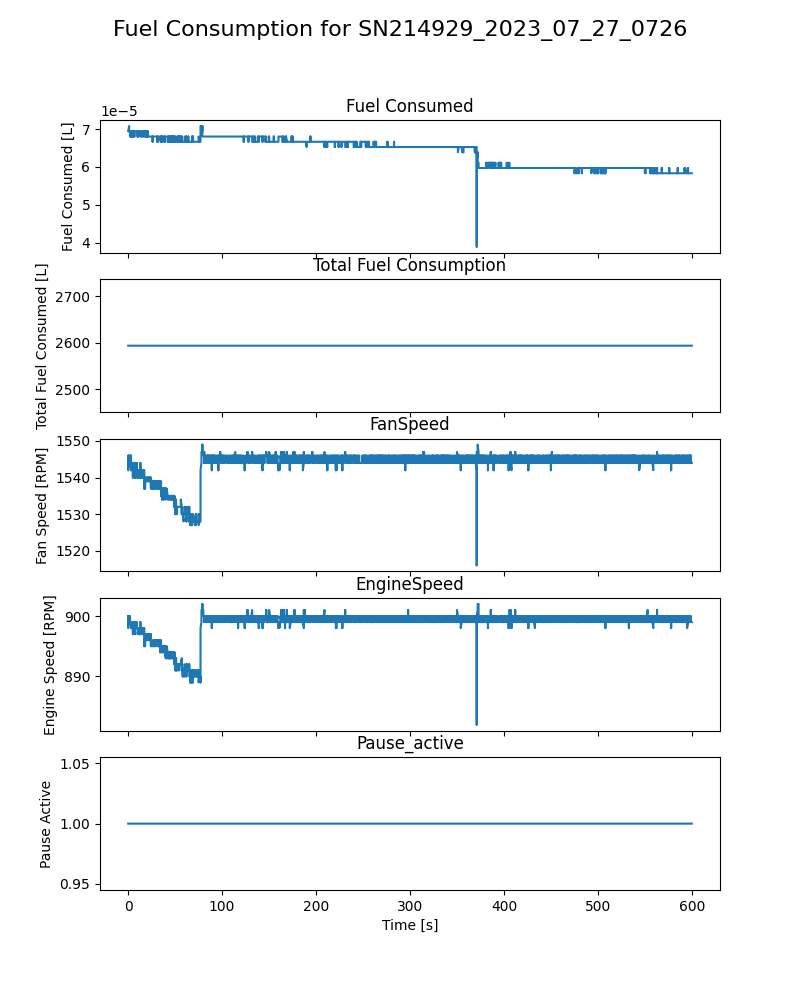 Fuel Consumption for SN214929_2023_07_27_0726
1e−5
Fuel Consumed
Fuel Consumed [L]
7
6
5
4
Total Fuel Consumption
Total Fuel Consumed [L]
2700
2600
2500
FanSpeed
Fan Speed [RPM]
1550
1540
1530
1520
EngineSpeed
Engine Speed [RPM]
900
890
Pause_active
Pause Active
1.05
1.00
0.95
0 100 200 300 400 500 600
Time [s]